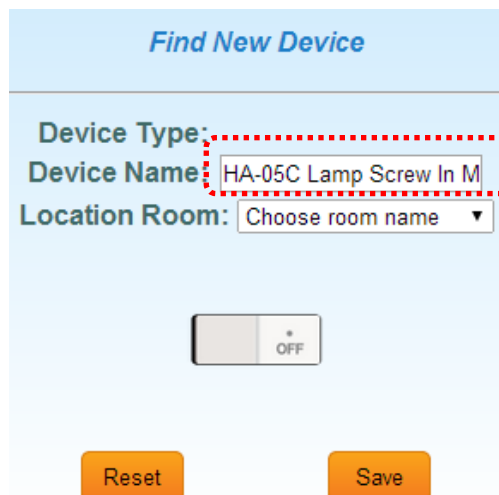 Find New Device
Device Type:
Device Name: HA-05C Lamp Screw In M
Location Room: Choose room name
OFF
Reset Save